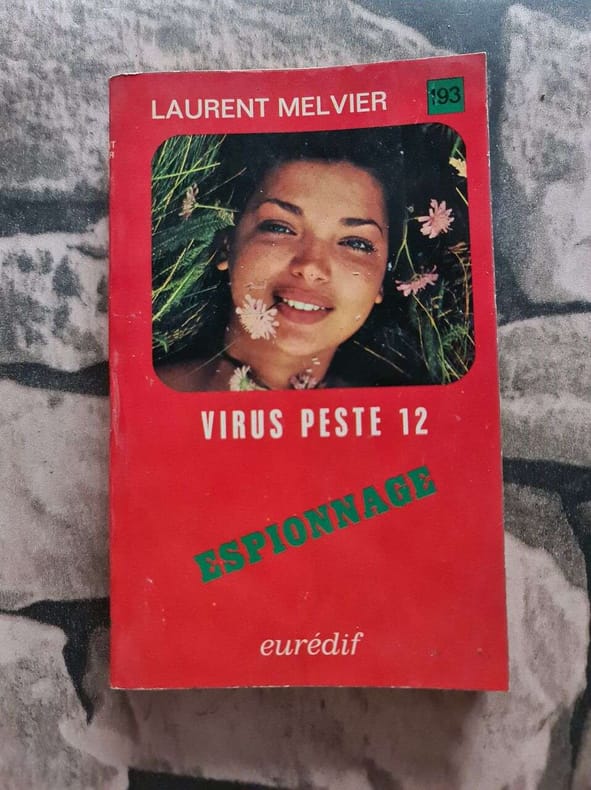 LAURENT MELVIER
193
VIRUS PESTE 12
ESPIONNAGE
eurédif